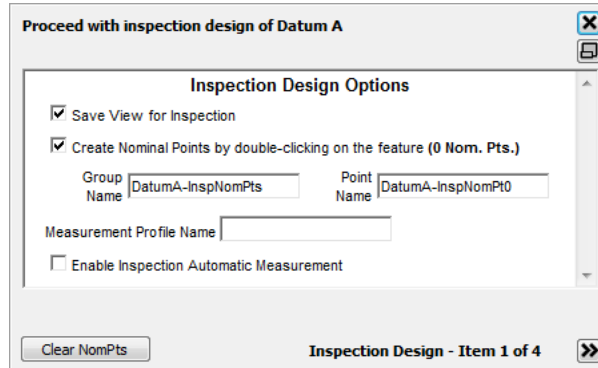 Proceed with inspection design of Datum A
Inspection Design Options
Save View for Inspection
Create Nominal Points by double-clicking on the feature (0 Nom. Pts.)
Group Name DatumA-InspNomPts Point Name DatumA-InspNomPt0
Measurement Profile Name
Enable Inspection Automatic Measurement
Clear NomPts Inspection Design - Item 1 of 4